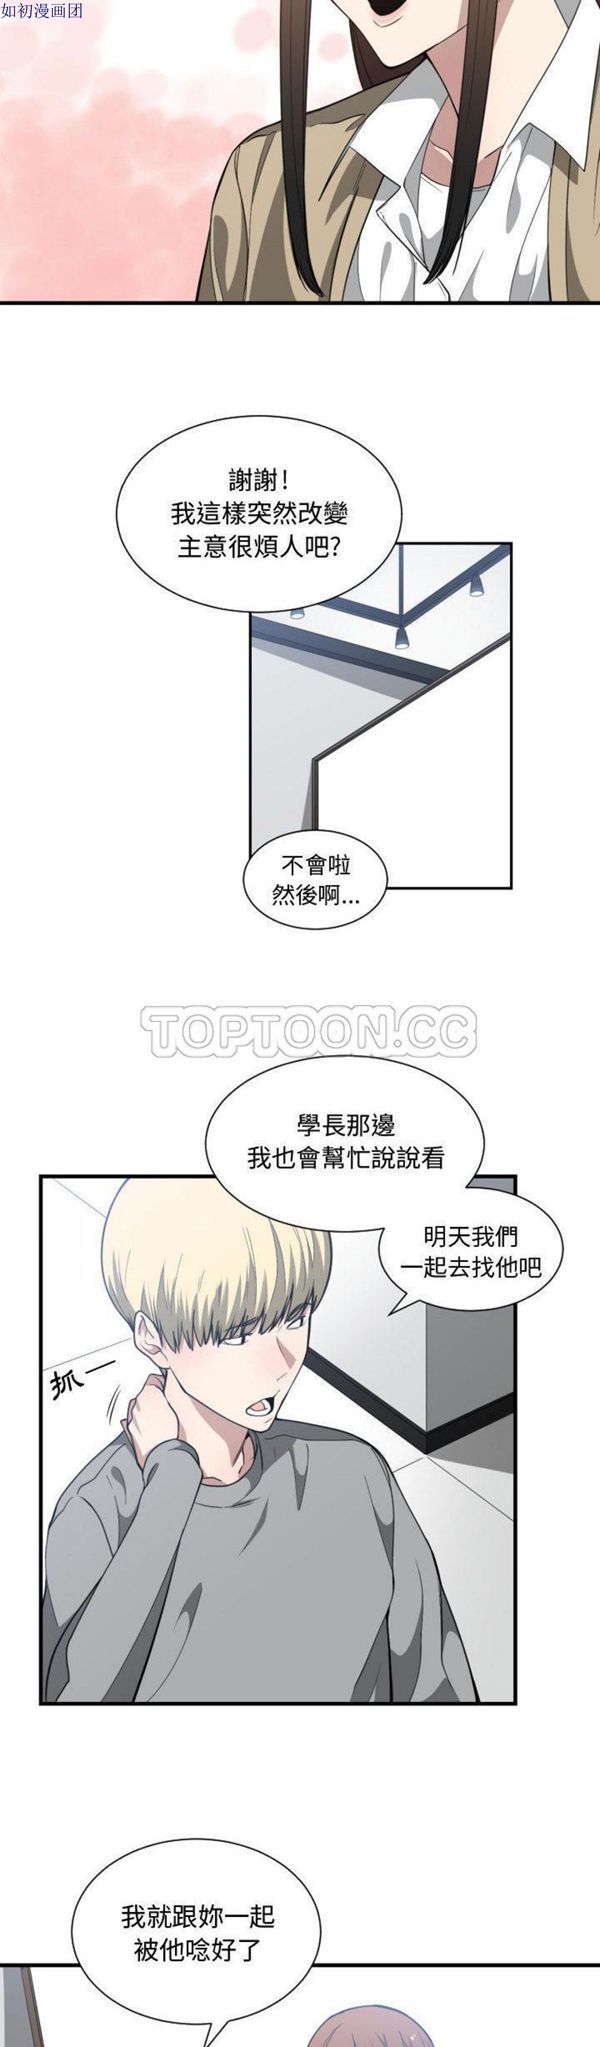 如初漫画团
謝謝!
我這樣突然改變
主意很煩人吧?
不會啦
然後啊...
TOPTOON.CC
學長那邊
我也會幫忙說說看
明天我們
一起去找他吧
抓一
我就跟妳一起
被他唸好了